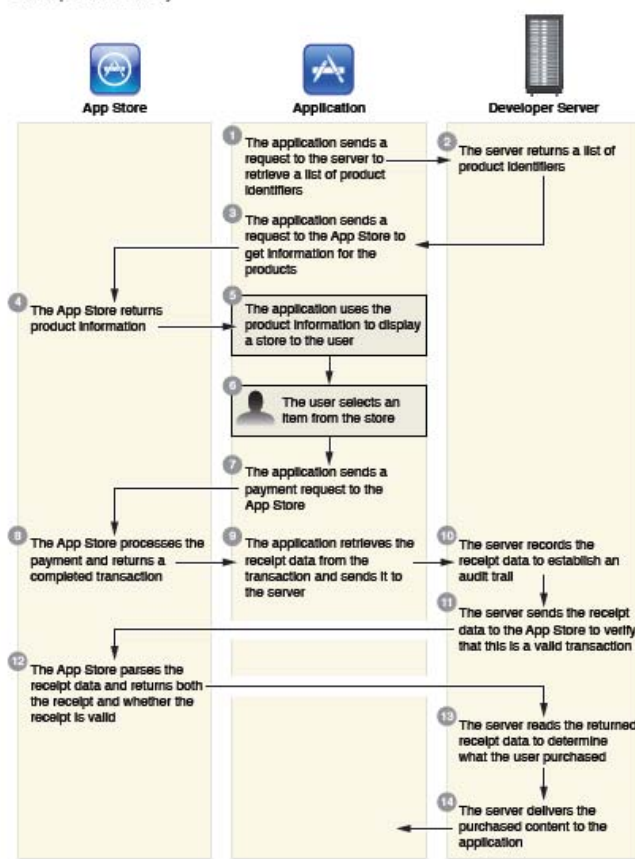 App Store
Application
Developer Server
1
The application sends a
request to the server to
retrieve a list of product
identifiers
2
The server returns a list of
product identifiers
3
The application sends a
request to the App Store to
get information for the
products
4
The App Store returns
product information
5
The application uses the
product information to display
a store to the user
6
The user selects an
item from the store
7
The application sends a
payment request to the
App Store
8
The App Store processes the
payment and returns a
completed transaction
9
The application retrieves the
receipt data from the
transaction and sends it to
the server
10
The server records the
receipt data to establish an
audit trail
11
The server sends the receipt
data to the App Store to verify
that this is a valid transaction
12
The App Store parses the
receipt data and returns both
the receipt and whether the
receipt is valid
13
The server reads the returned
receipt data to determine
what the user purchased
14
The server delivers the
purchased content to the
application